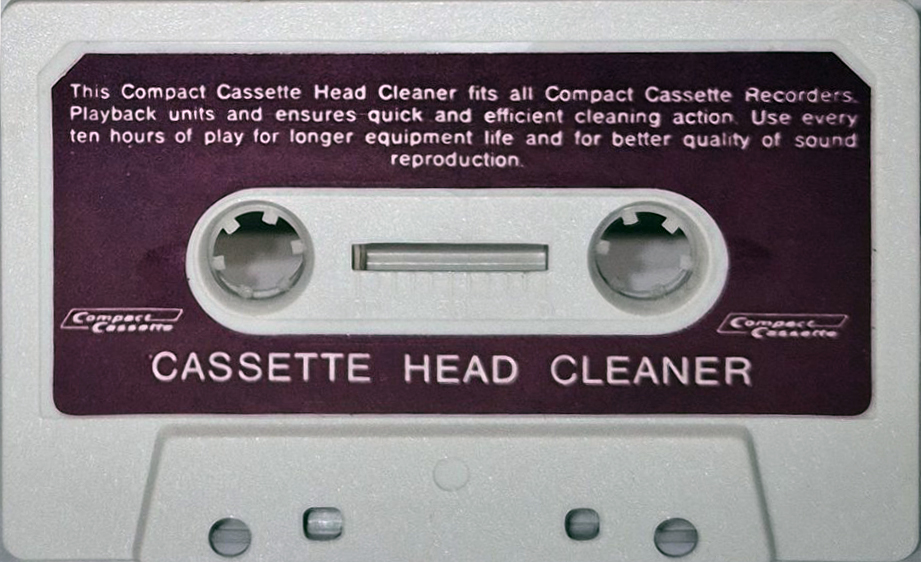 This Compact Cassette Head Cleaner fits all Compact Cassette Recorders.
Playback units and ensures quick and efficient cleaning action. Use every
ten hours of play for longer equipment life and for better quality of sound
reproduction.
Compact
Cassette
Compact
Cassette
CASSETTE HEAD CLEANER